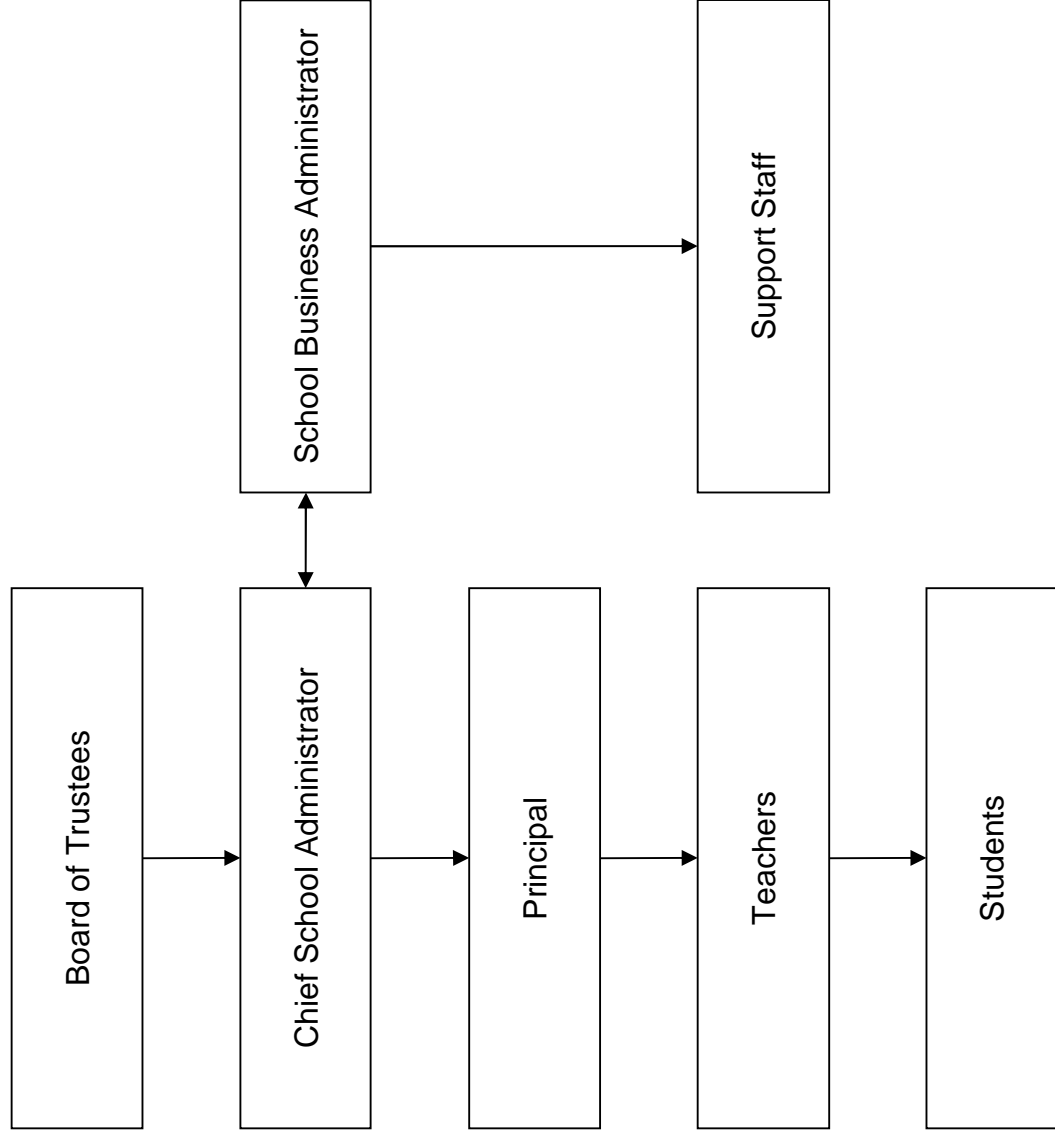 Board of Trustees
Chief School Administrator
School Business Administrator
Principal
Teachers
Support Staff
Students